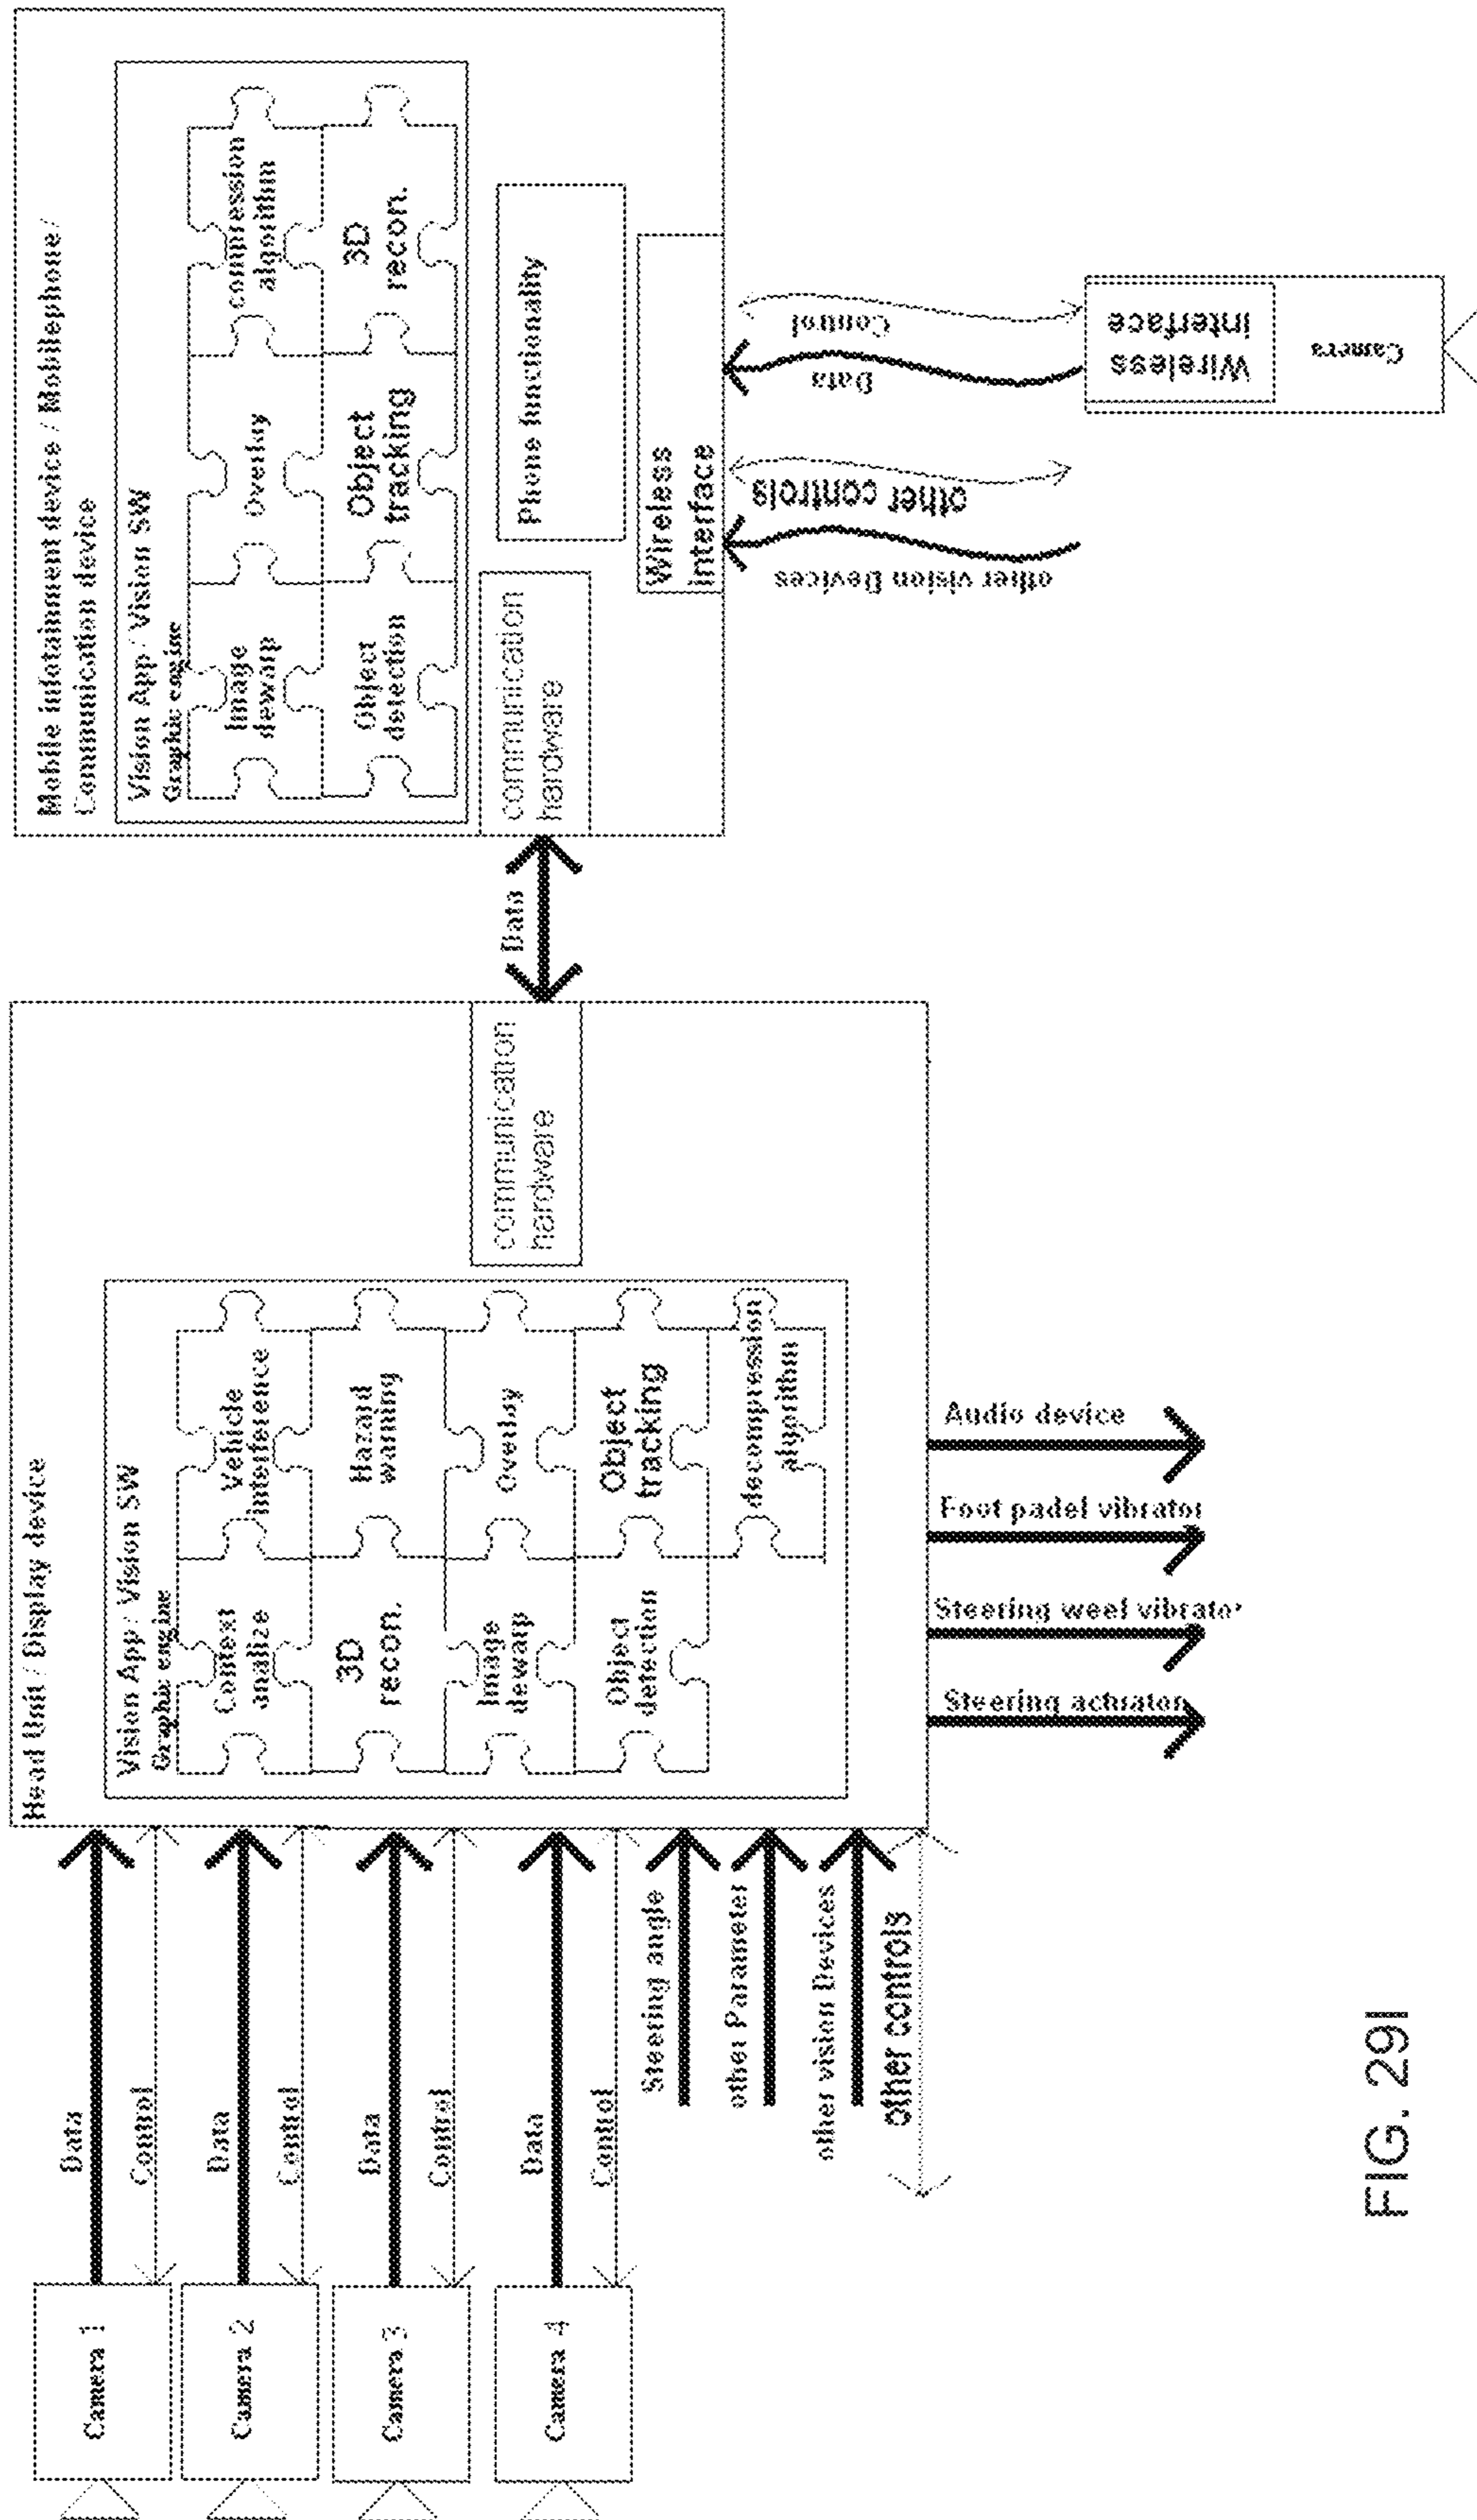 Camera 1
Camera 2
Camera 3
Camera 4
Data
Control
Data
Control
Data
Control
Data
Control
Steering angle
other Parameter
other vision Devices
other controls
Head Unit / Display device
Vision App / Vision SW
Graphic engine
Context
analize
Vehicle
interference
3D
recon.
Hazard
warning
Image
dewarp
Overlay
Object
detection
Object
tracking
decompression
algorithm
communication
hardware
Steering actuator
Steering weel vibrator
Foot padel vibrator
Audio device
Data
Mobile infotainment device / Mobilephone /
Communication device
Vision App / Vision SW
Graphic engine
Image
dewarp
Overlay
compression
algorithm
Object
detection
Object
tracking
3D
recon.
communication
hardware
Phone functionality
Wireless
interface
other vision Devices
other controls
Data
Control
Wireless
interface
Camera
FIG. 29I